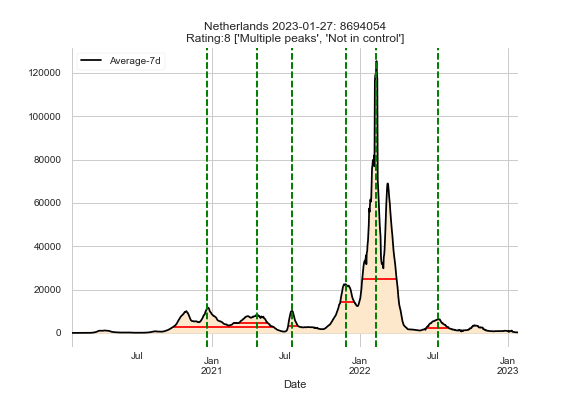 Netherlands 2023-01-27: 8694054
Rating:8 ['Multiple peaks', 'Not in control']
Average-7d
120000
100000
80000
60000
40000
20000
0
Jul
Jan
2021
Jul
Jan
2022
Jul
Jan
2023
Date